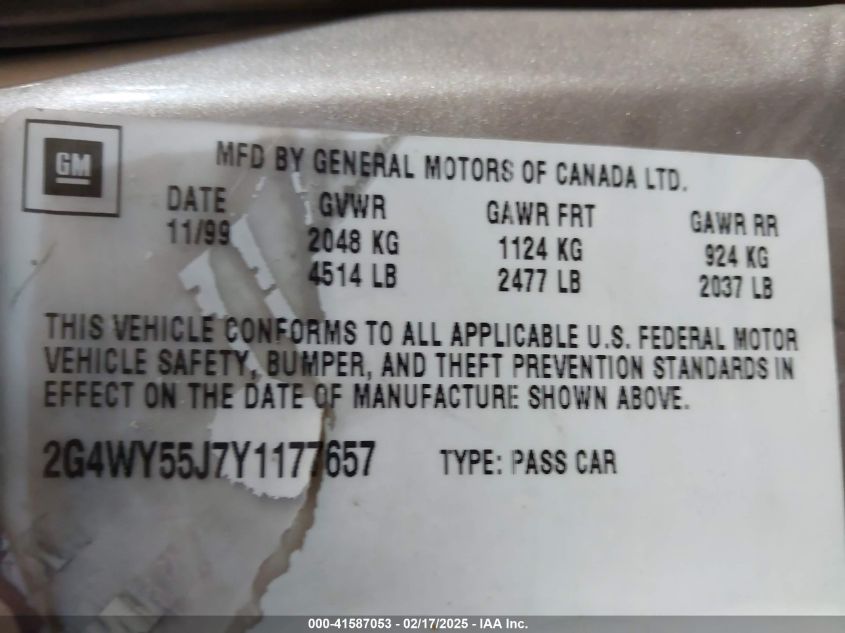 GM
MFD BY GENERAL MOTORS OF CANADA LTD.
DATE GVWR GAWR FRT GAWR RR
11/99 2048 KG 1124 KG 924 KG
4514 LB 2477 LB 2037 LB
THIS VEHICLE CONFORMS TO ALL APPLICABLE U.S. FEDERAL MOTOR
VEHICLE SAFETY, BUMPER, AND THEFT PREVENTION STANDARDS IN
EFFECT ON THE DATE OF MANUFACTURE SHOWN ABOVE.
2G4WY55J7Y1177657 TYPE: PASS CAR
000-41587053 - 02/17/2025 - IAA Inc.